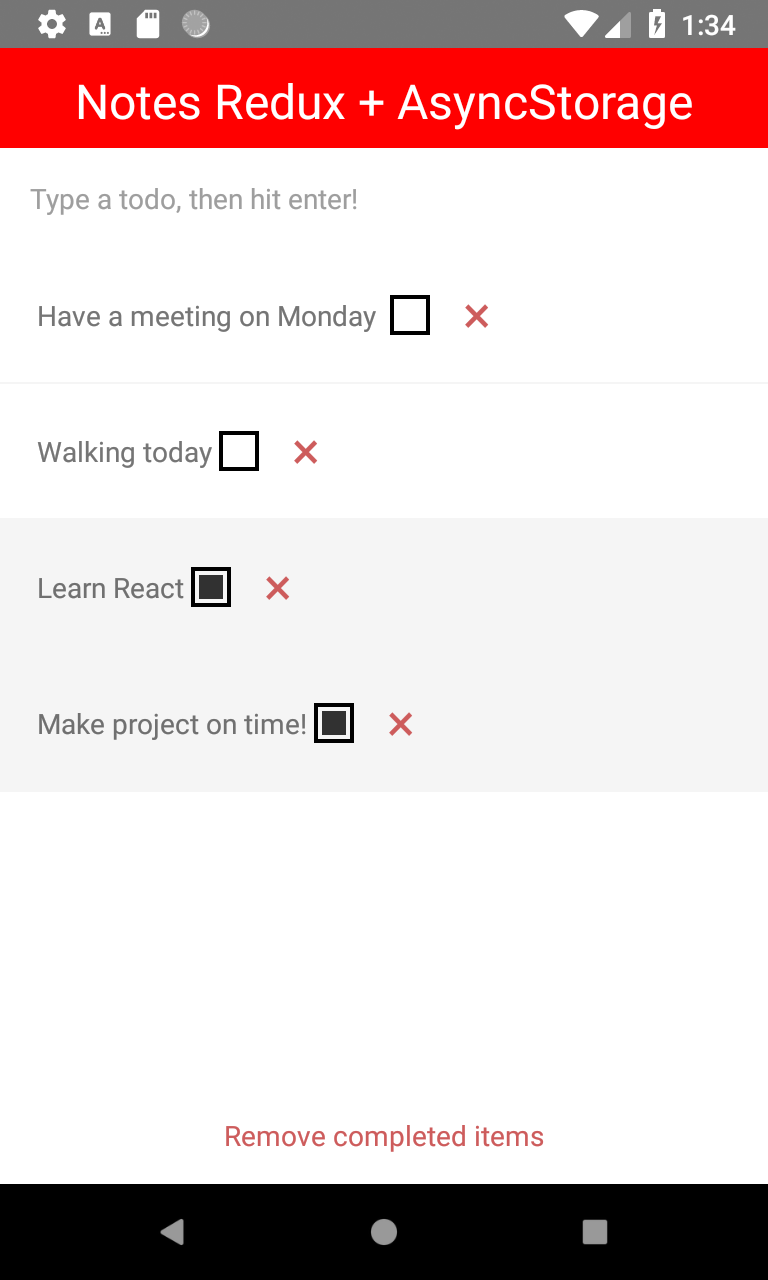 1:34
Notes Redux + AsyncStorage
Type a todo, then hit enter!
Have a meeting on Monday
Walking today
Learn React
Make project on time!
Remove completed items